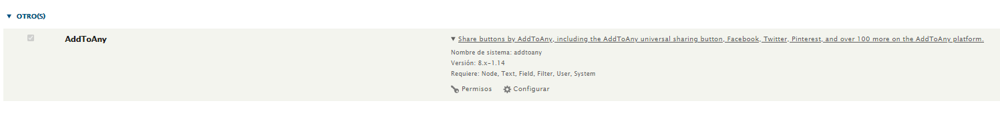 OTRO(S)
AddToAny
Share buttons by AddToAny, including the AddToAny universal sharing button, Facebook, Twitter, Pinterest, and over 100 more on the AddToAny platform.
Nombre de sistema: addtoany
Versión: 8.x-1.14
Requiere: Node, Text, Field, Filter, User, System
Permisos Configurar